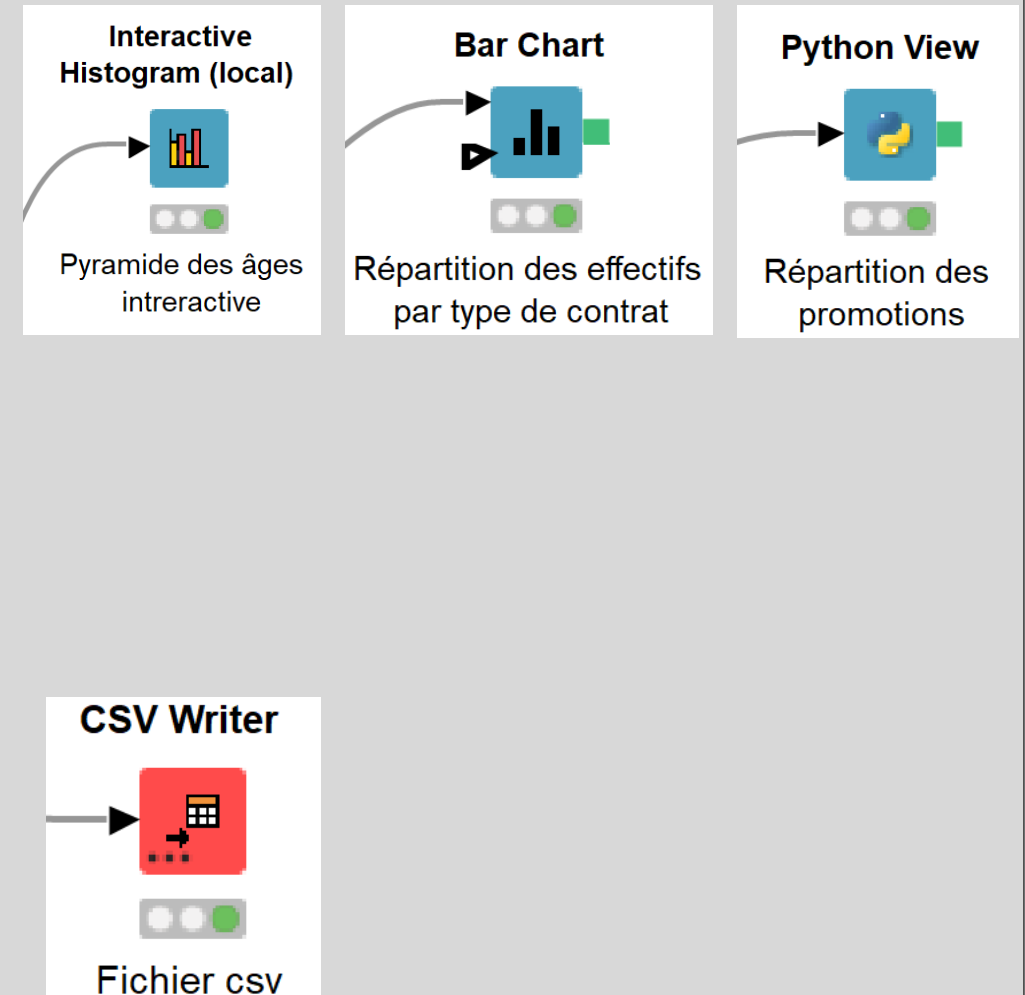 Interactive
Histogram (local)
Pyramide des âges
intreractive
Bar Chart
Répartition des effectifs
par type de contrat
Python View
Répartition des
promotions
CSV Writer
Fichier csv